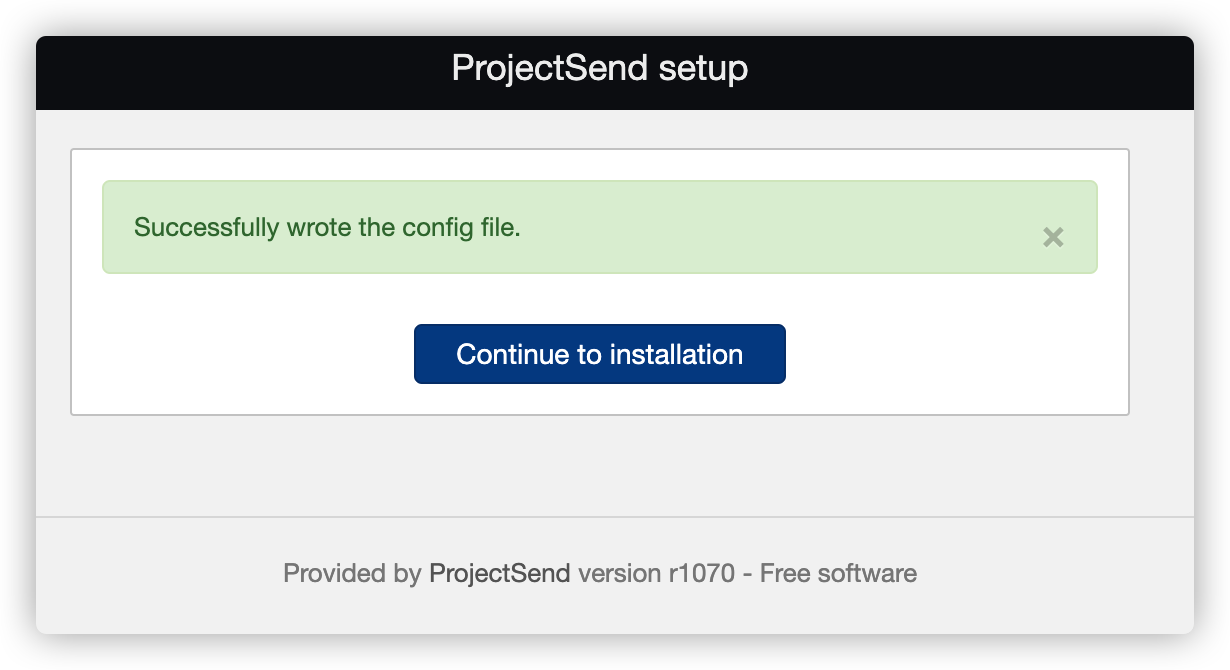 ProjectSend setup
Successfully wrote the config file.
×
Continue to installation
Provided by ProjectSend version r1070 - Free software